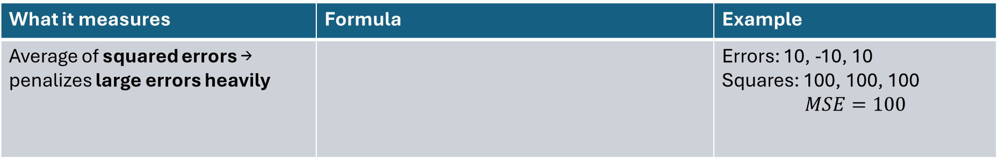 What it measures
Formula
Example
Average of squared errors →
penalizes large errors heavily
Errors: 10, -10, 10
Squares: 100, 100, 100
MSE = 100